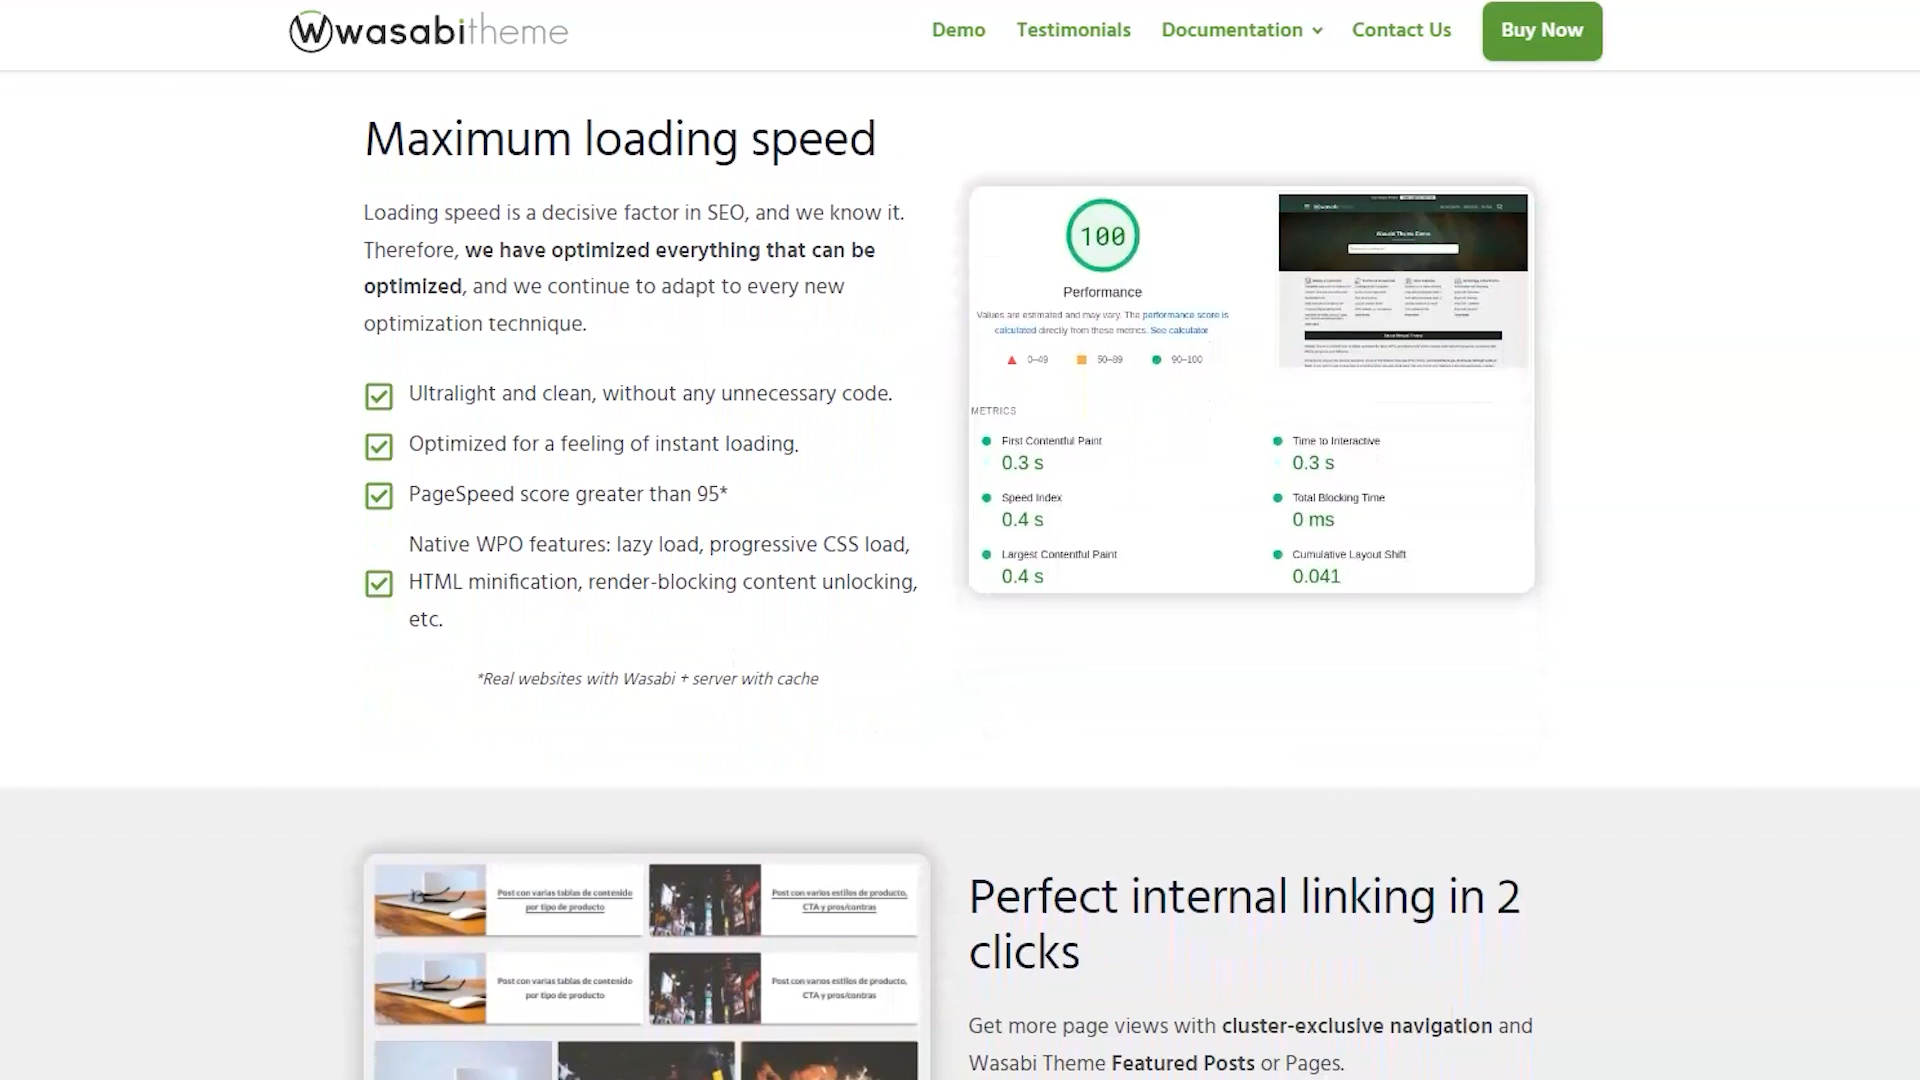 wasabitheme
Demo
Testimonials
Documentation
Contact Us
Buy Now
Maximum loading speed
Loading speed is a decisive factor in SEO, and we know it.
Therefore, we have optimized everything that can be
optimized, and we continue to adapt to every new
optimization technique.
Ultralight and clean, without any unnecessary code.
Optimized for a feeling of instant loading.
PageSpeed score greater than 95*
Native WPO features: lazy load, progressive CSS load,
HTML minification, render-blocking content unlocking,
etc.
*Real websites with Wasabi + server with cache
100
Performance
Values are estimated and may vary. The performance score is
calculated directly from these metrics. See calculator
0–49
50–89
90–100
Wasabi Theme Demo
METRICS
First Contentful Paint
0.3 s
Time to Interactive
0.3 s
Speed Index
0.4 s
Total Blocking Time
0 ms
Largest Contentful Paint
0.4 s
Cumulative Layout Shift
0.041
Post con varias tablas de contenido
por tipo de producto
Post con varios estilos de producto,
CTA y pros/contras
Post con varias tablas de contenido
por tipo de producto
Post con varios estilos de producto,
CTA y pros/contras
Perfect internal linking in 2
clicks
Get more page views with cluster-exclusive navigation and
Wasabi Theme Featured Posts or Pages.